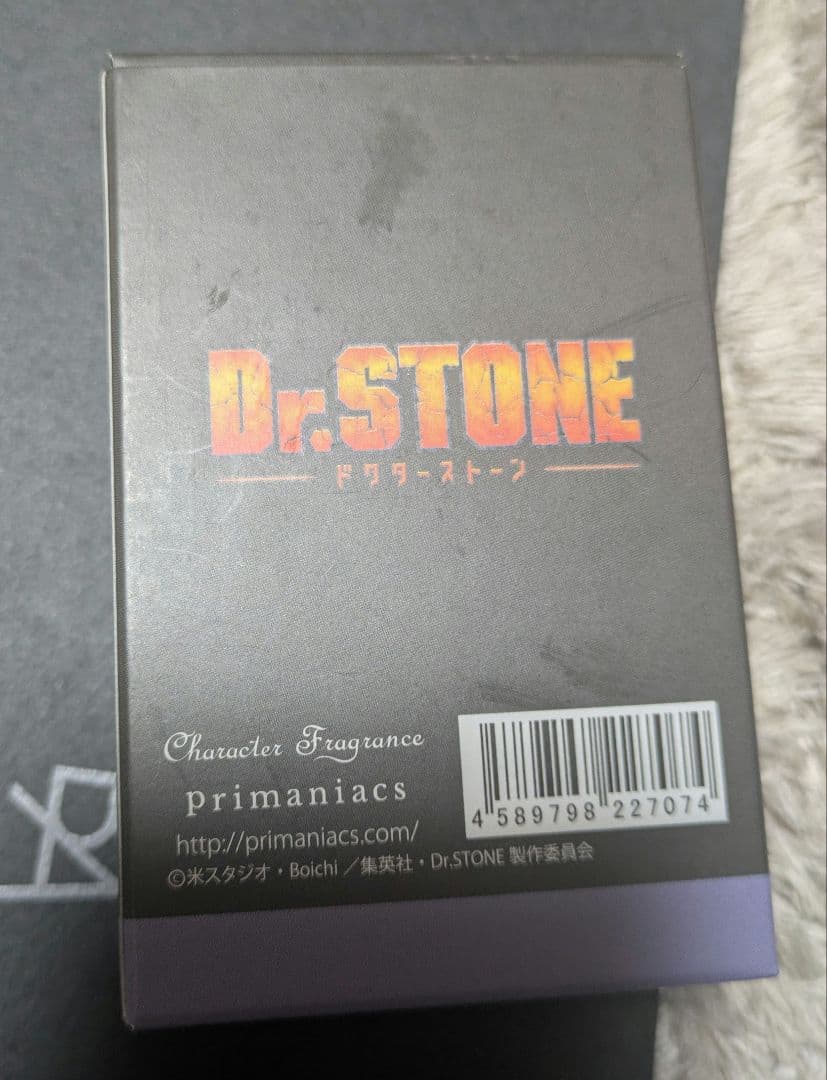 Dr.STONE
ドクターストーン
Character Fragrance
primaniacs
http://primaniacs.com/
4 589798 227074
©米スタジオ・Boichi／集英社・Dr.STONE 製作委員会